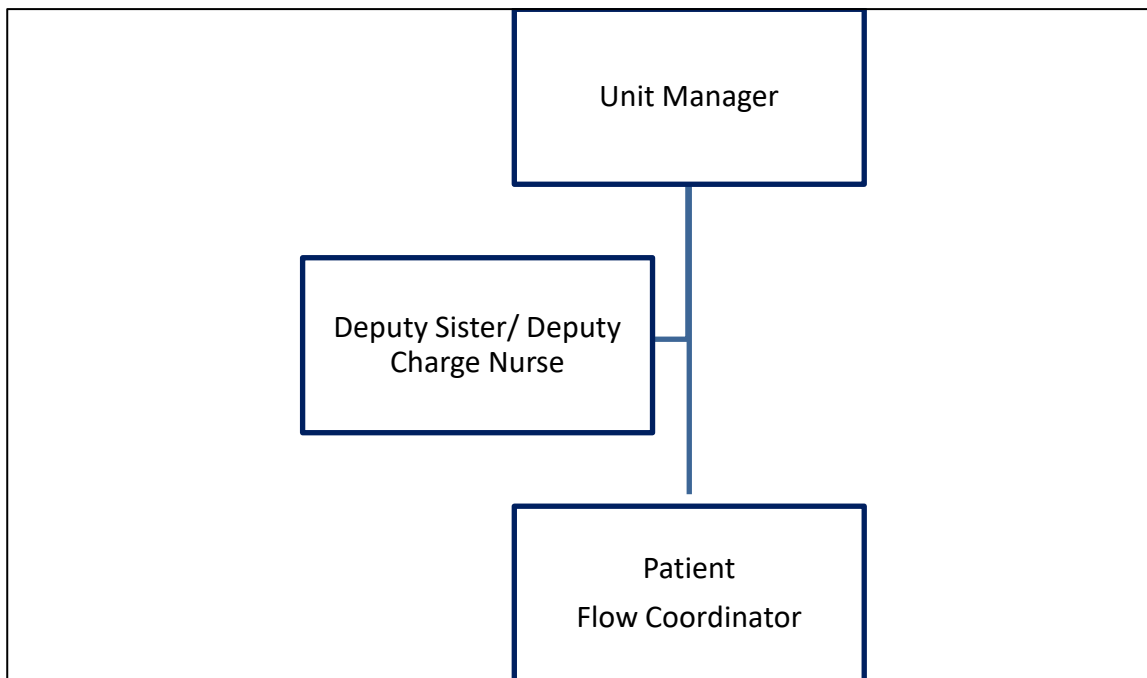 Unit Manager
Deputy Sister/ Deputy
Charge Nurse
Patient
Flow Coordinator